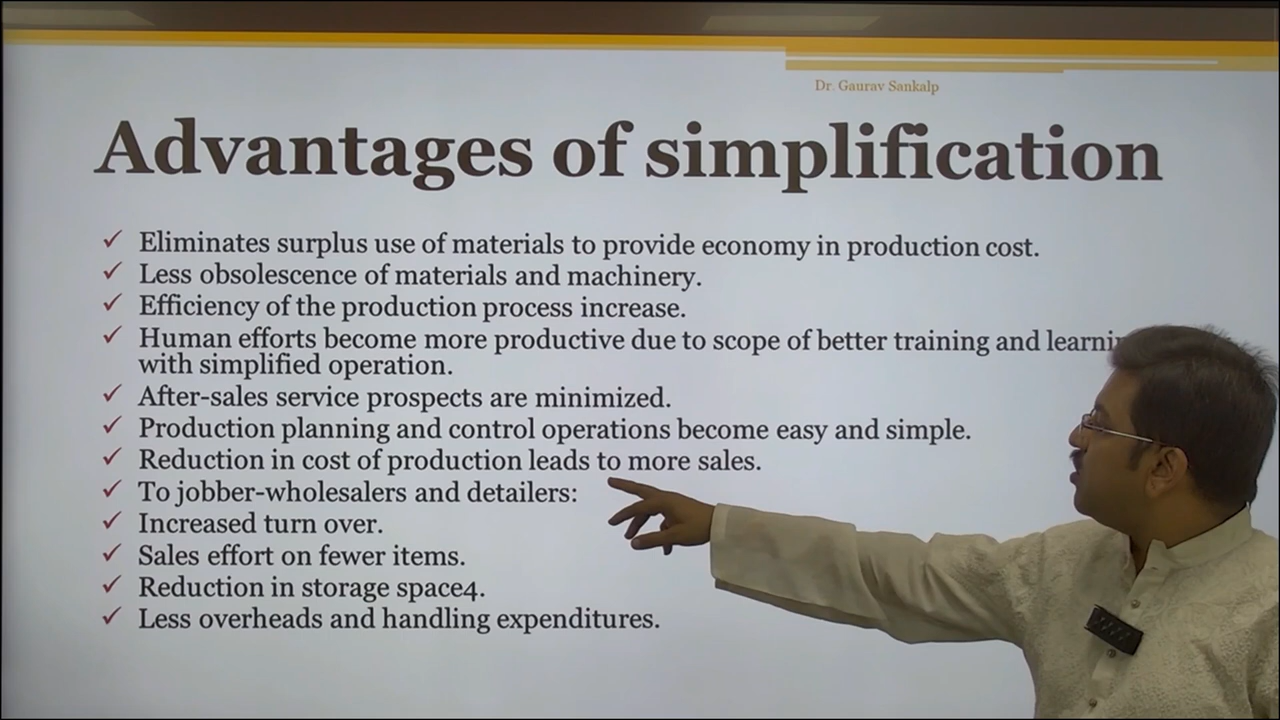 Dr. Gaurav Sankalp
Advantages of simplification
✓ Eliminates surplus use of materials to provide economy in production cost.
✓ Less obsolescence of materials and machinery.
✓ Efficiency of the production process increase.
✓ Human efforts become more productive due to scope of better training and
with simplified operation.
✓ After-sales service prospects are minimized.
✓ Production planning and control operations become easy and simple.
✓ Reduction in cost of production leads to more sales.
✓ To jobber-wholesalers and detailers:
✓ Increased turn over.
✓ Sales effort on fewer items.
✓ Reduction in storage space4.
✓ Less overheads and handling expenditures.